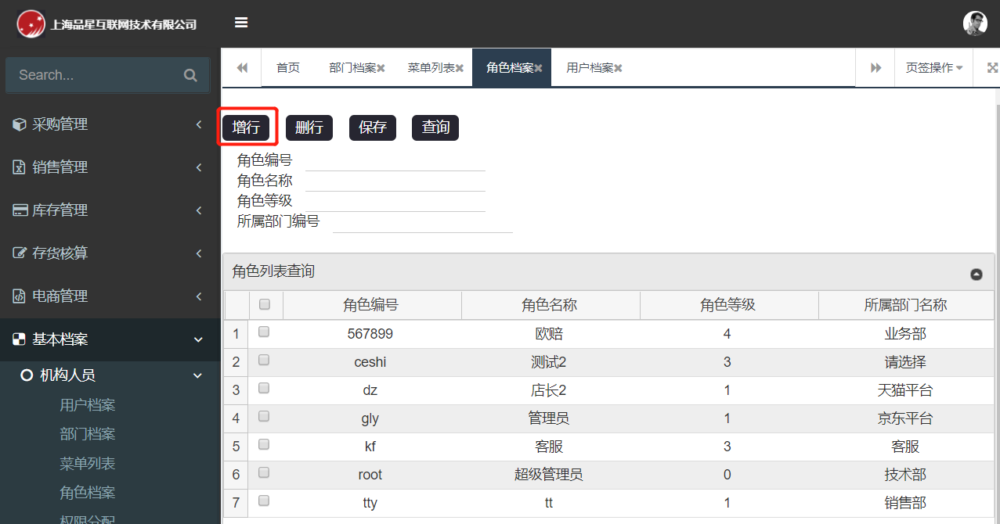 上海品星互联网技术有限公司
Search...
首页 部门档案 菜单列表 角色档案 用户档案 页签操作
采购管理
销售管理
库存管理
存货核算
电商管理
基本档案
机构人员
用户档案
部门档案
菜单列表
角色档案
权限分配
增行 删行 保存 查询
角色编号
角色名称
角色等级
所属部门编号
角色列表查询
角色编号 角色名称 角色等级 所属部门名称
1 567899 欧赔 4 业务部
2 ceshi 测试2 3 请选择
3 dz 店长2 1 天猫平台
4 gly 管理员 1 京东平台
5 kf 客服 3 客服
6 root 超级管理员 0 技术部
7 tty tt 1 销售部